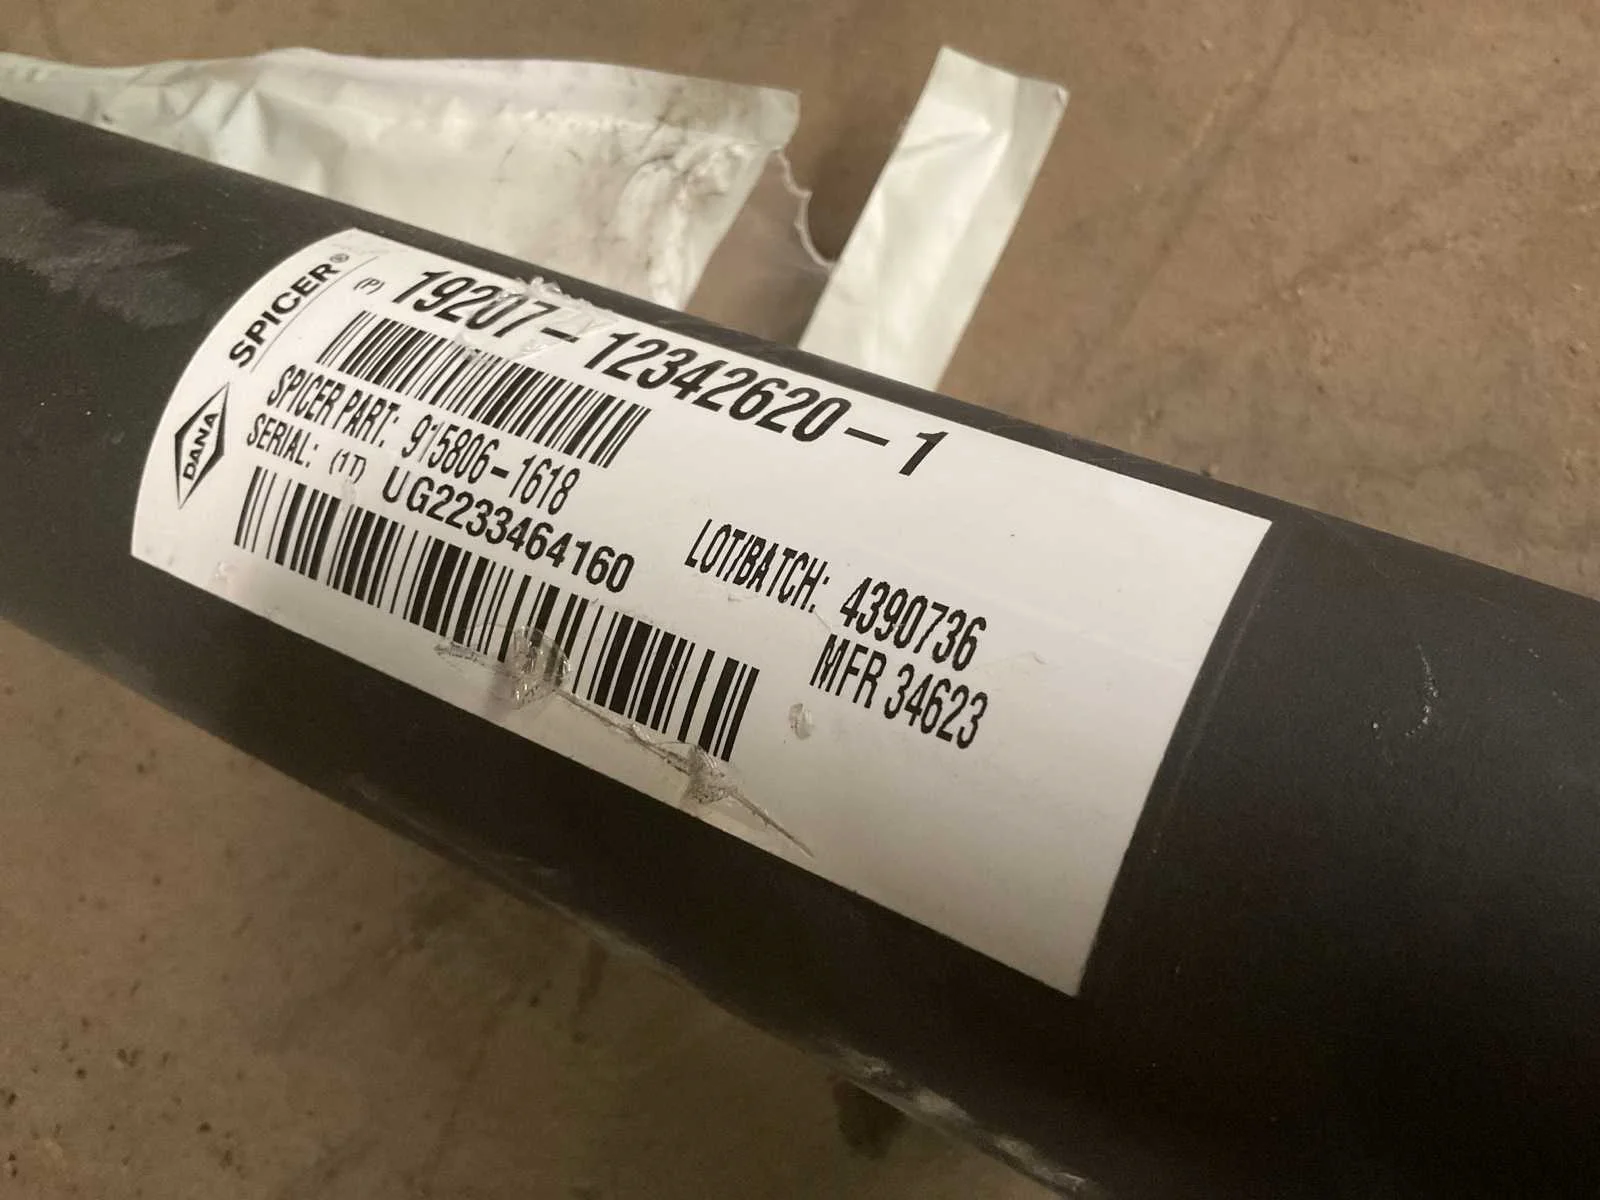 SPICER®
DANA
(P) 19207-12342620-1
SPICER PART: 915806-1618
SERIAL: (1T) UG2233464160
LOT/BATCH: 4390736
MFR 34623